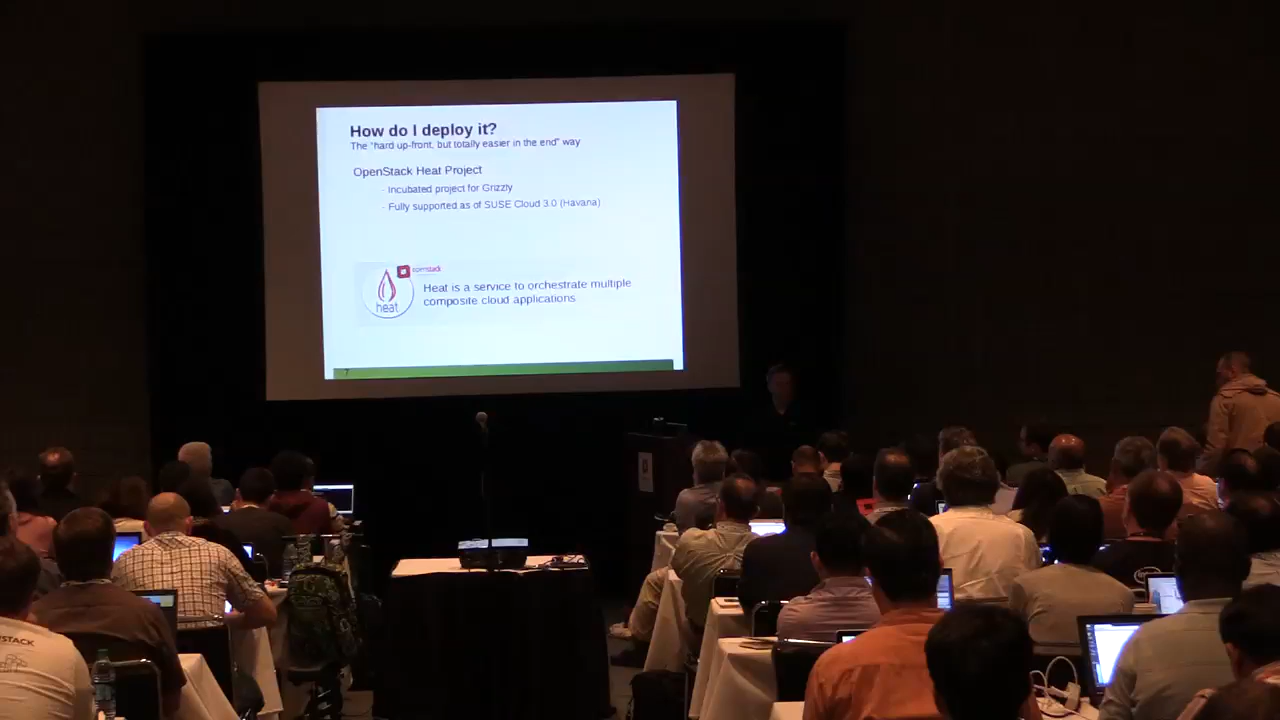 How do I deploy it?
The "hard up-front, but totally easier in the end" way
OpenStack Heat Project
- Incubated project for Grizzly
- Fully supported as of SUSE Cloud 3.0 (Havana)
openstack
heat
Heat is a service to orchestrate multiple
composite cloud applications
7